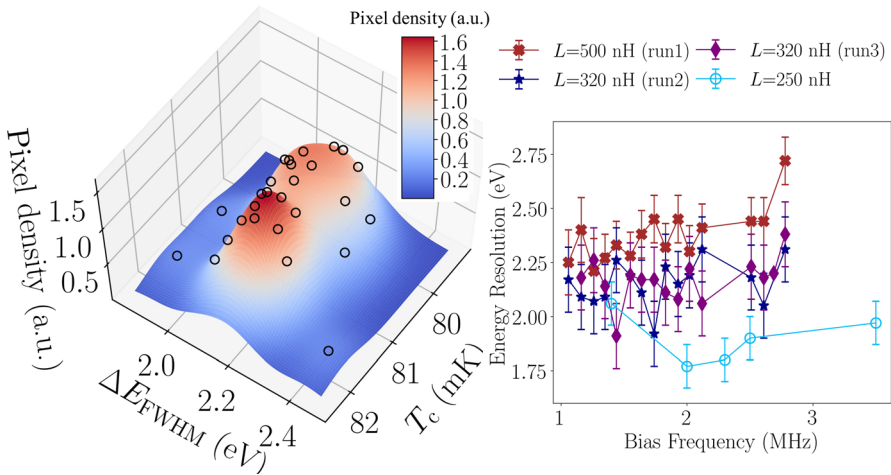 Pixel density (a.u.)
1.6
1.4
1.2
1.0
0.8
0.6
0.4
0.2
Pixel density (a.u.)
1.5
1.0
0.5
2.0
2.2
2.4
ΔE_FWHM (eV)
80
81
82
T_c (mK)
L=500 nH (run1)
L=320 nH (run3)
L=320 nH (run2)
L=250 nH
Energy Resolution (eV)
2.75
2.50
2.25
2.00
1.75
1
2
3
Bias Frequency (MHz)